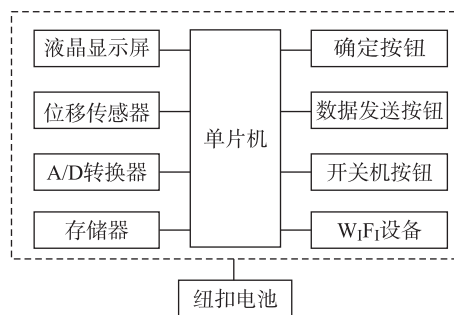 液晶显示屏
确定按钮
位移传感器
数据发送按钮
单片机
A/D转换器
开关机按钮
存储器
WIFI设备
纽扣电池